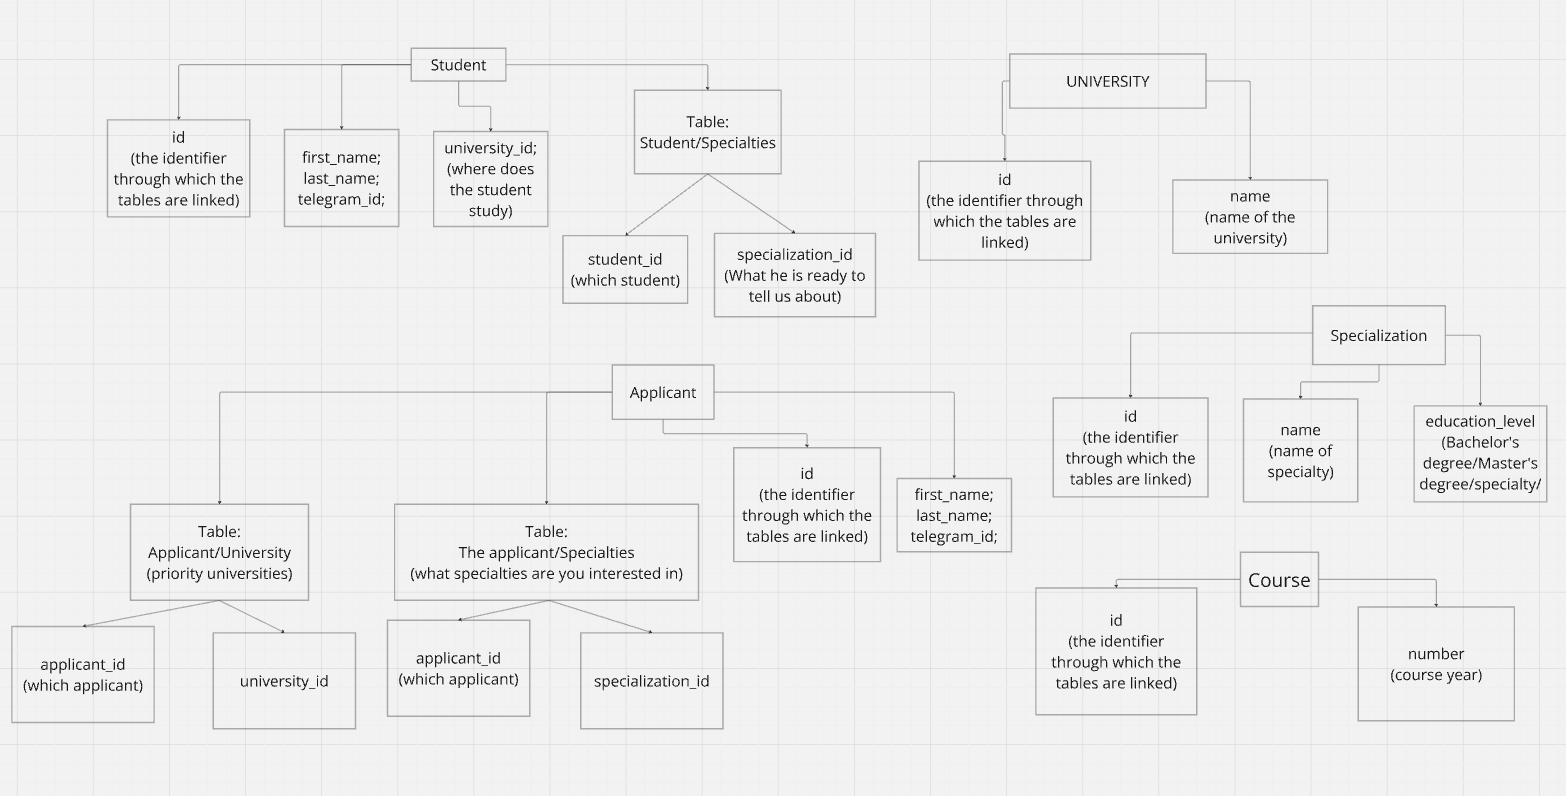 Student
id
(the identifier
through which the
tables are linked)
first_name;
last_name;
telegram_id;
university_id;
(where does
the student
study)
Table:
Student/Specialties
student_id
(which student)
specialization_id
(What he is ready to
tell us about)
UNIVERSITY
id
(the identifier through
which the tables are
linked)
name
(name of the
university)
Specialization
id
(the identifier
through which the
tables are linked)
name
(name of
specialty)
education_level
(Bachelor's
degree/Master's
degree/specialty/
Applicant
Table:
Applicant/University
(priority universities)
applicant_id
(which applicant)
university_id
Table:
The applicant/Specialties
(what specialties are you interested in)
applicant_id
(which applicant)
specialization_id
id
(the identifier
through which the
tables are linked)
first_name;
last_name;
telegram_id;
Course
id
(the identifier
through which the
tables are linked)
number
(course year)